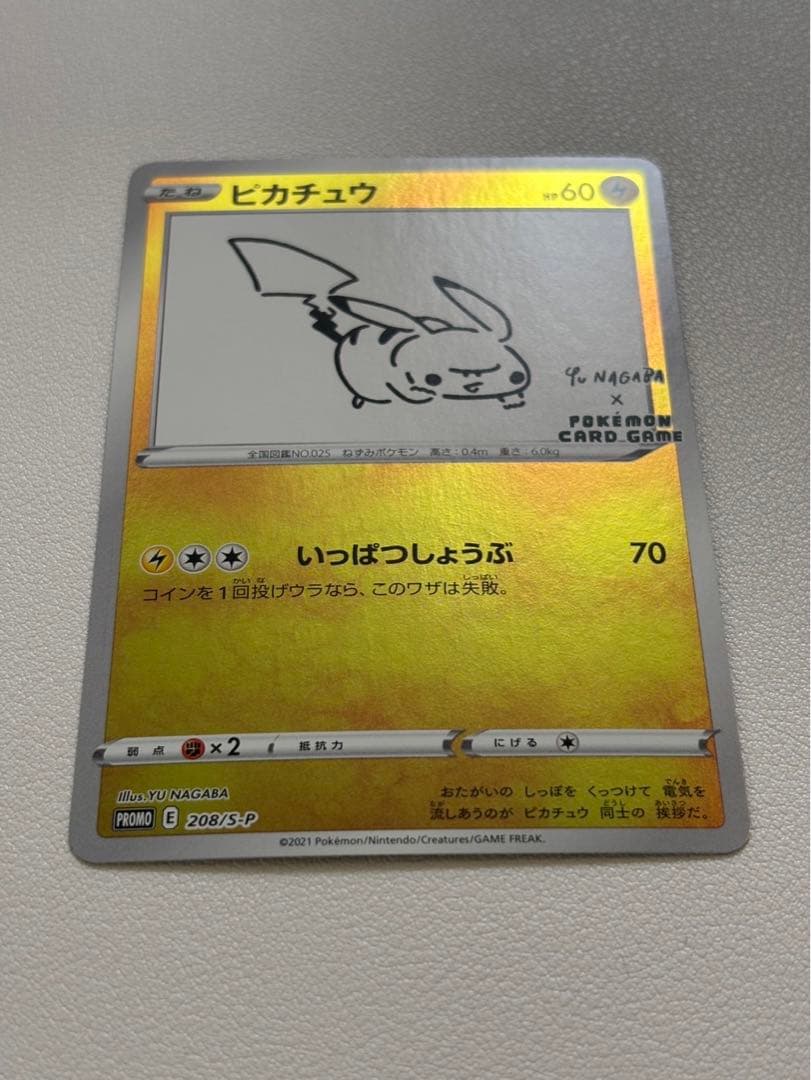 たね ピカチュウ HP60
Yu NAGABA
×
POKÉMON
CARD GAME
全国図鑑NO.025 ねずみポケモン 高さ:0.4m 重さ:6.0kg
いっぱつしょうぶ 70
コインを1回投げウラなら、このワザは失敗。
弱点 ×2 抵抗力 にげる
Illus.YU NAGABA
PROMO E 208/S-P
おたがいの しっぽを くっつけて 電気を
流しあうのが ピカチュウ 同士の 挨拶だ。
©2021 Pokémon/Nintendo/Creatures/GAME FREAK.